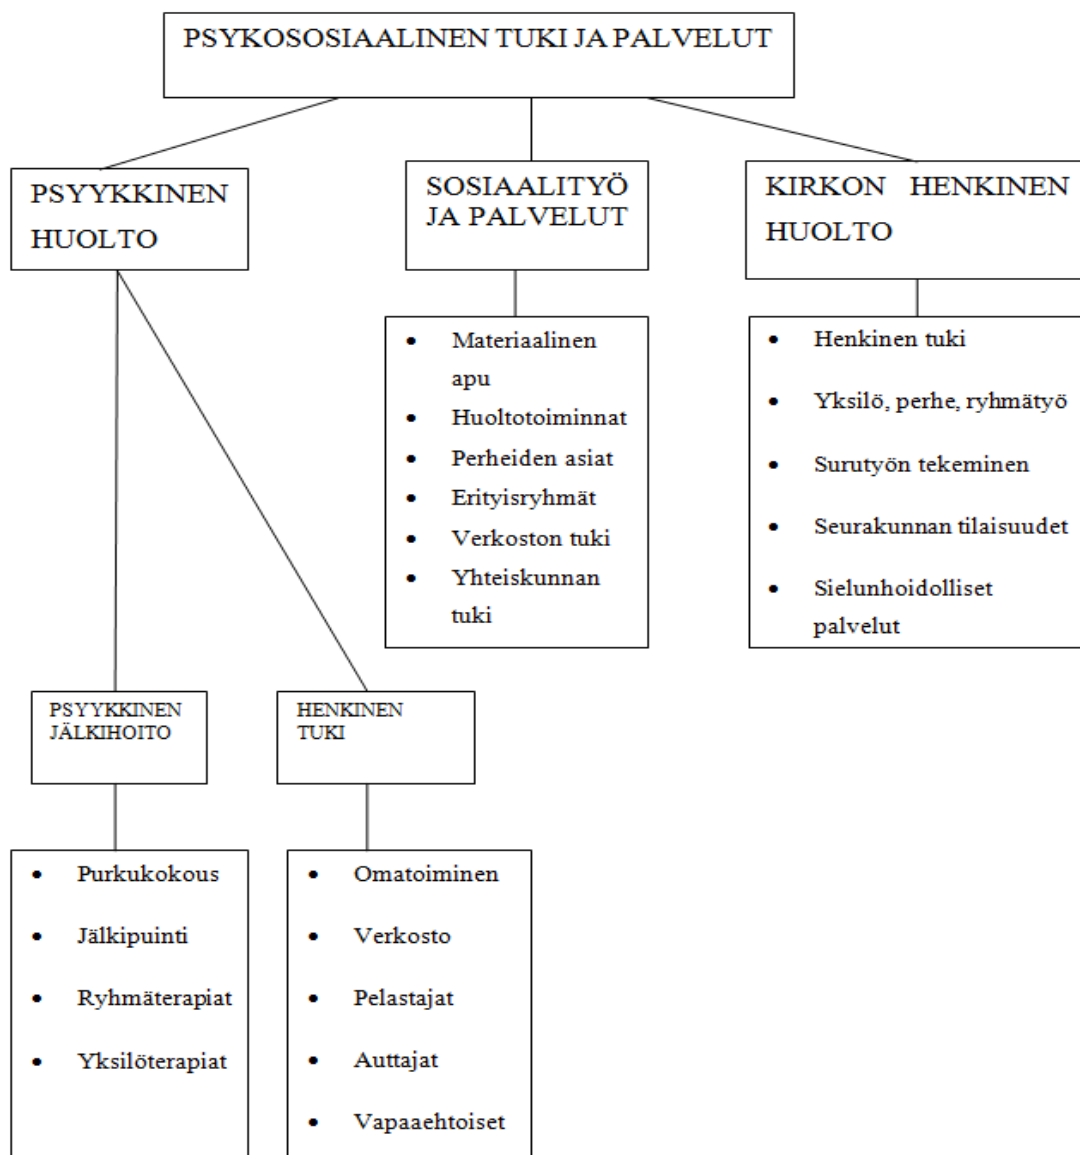 PSYKOSOSIAALINEN TUKI JA PALVELUT
PSYYKKINEN
HUOLTO
SOSIAALITYÖ
JA PALVELUT
KIRKON HENKINEN
HUOLTO
• Materiaalinen
apu
• Huoltotoiminnat
• Perheiden asiat
• Erityisryhmät
• Verkoston tuki
• Yhteiskunnan
tuki
• Henkinen tuki
• Yksilö, perhe, ryhmätyö
• Surutyön tekeminen
• Seurakunnan tilaisuudet
• Sielunhoidolliset
palvelut
PSYYKKINEN
JÄLKIHOITO
HENKINEN
TUKI
• Purkukokous
• Jälkipuinti
• Ryhmäterapiat
• Yksilöterapiat
• Omatoiminen
• Verkosto
• Pelastajat
• Auttajat
• Vapaaehtoiset